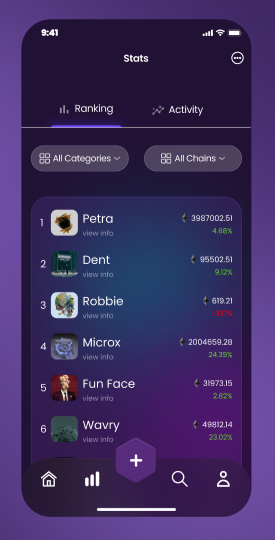 9:41
Stats
Ranking
Activity
All Categories
All Chains
1
Petra
view info
3987002.51
4.68%
2
Dent
view info
95502.51
9.12%
3
Robbie
view info
619.21
4
Microx
view info
2004659.28
24.39%
5
Fun Face
view info
31973.15
2.82%
6
Wavry
view info
49812.14
23.02%